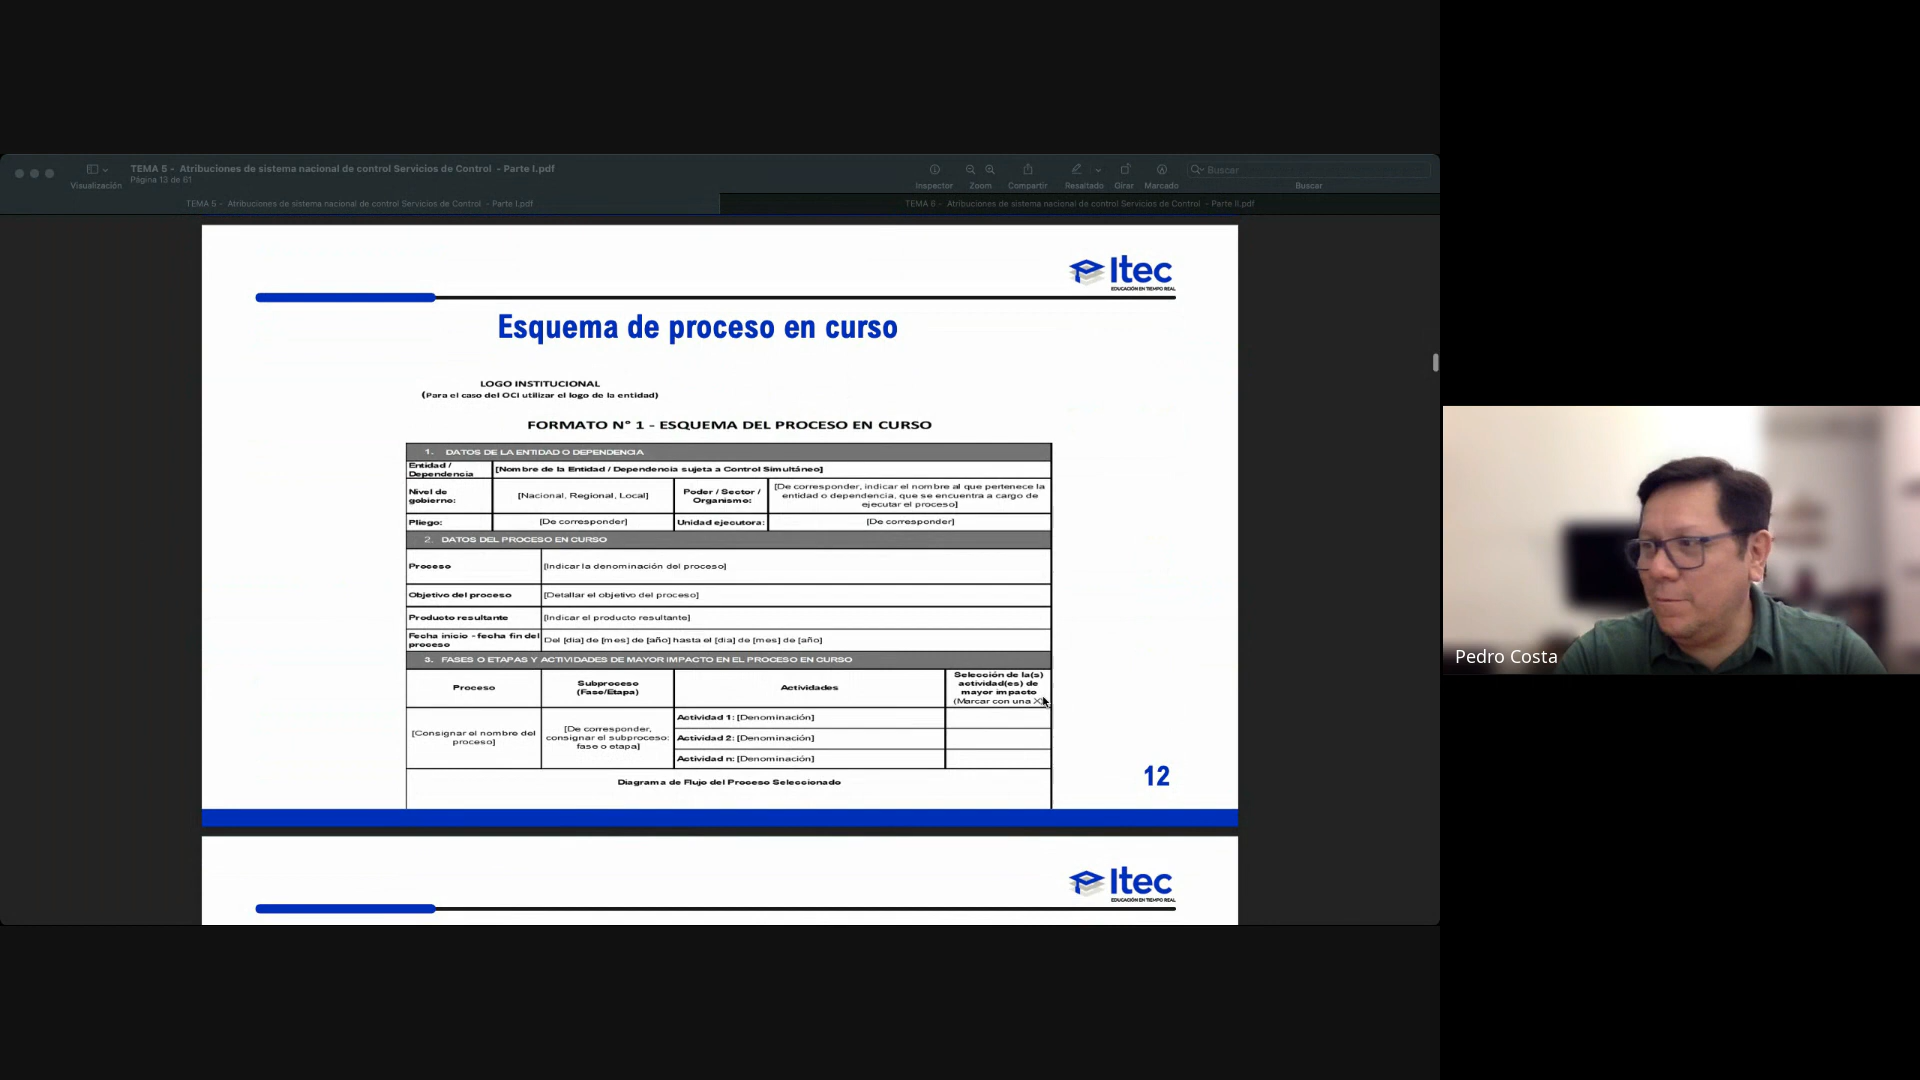 TEMA 5 - Atribuciones de sistema nacional de control Servicios de Control - Parte I.pdf
Página 13 de 61
Visualización
Inspector
Zoom
Compartir
Resaltado
Girar
Marcado
Buscar
Buscar
TEMA 5 - Atribuciones de sistema nacional de control Servicios de Control - Parte I.pdf
TEMA 6 - Atribuciones de sistema nacional de control Servicios de Control - Parte II.pdf
Itec
EDUCACIÓN EN TIEMPO REAL
Esquema de proceso en curso
LOGO INSTITUCIONAL
(Para el caso del OCI utilizar el logo de la entidad)
FORMATO N° 1 - ESQUEMA DEL PROCESO EN CURSO
1. DATOS DE LA ENTIDAD O DEPENDENCIA
Entidad /
Dependencia
[Nombre de la Entidad / Dependencia sujeta a Control Simultáneo]
Nivel de
gobierno:
[Nacional, Regional, Local]
Poder / Sector /
Organismo:
[De corresponder, indicar el nombre al que pertenece la
entidad o dependencia, que se encuentra a cargo de
ejecutar el proceso]
Pliego:
[De corresponder]
Unidad ejecutora:
[De corresponder]
2. DATOS DEL PROCESO EN CURSO
Proceso
[Indicar la denominación del proceso]
Objetivo del proceso
[Detallar el objetivo del proceso]
Producto resultante
[Indicar el producto resultante]
Fecha inicio - fecha fin del
proceso
Del [día] de [mes] de [año] hasta el [día] de [mes] de [año]
3. FASES O ETAPAS Y ACTIVIDADES DE MAYOR IMPACTO EN EL PROCESO EN CURSO
Proceso
Subproceso
(Fase/Etapa)
Actividades
Selección de la(s)
actividad(es) de
mayor impacto
(Marcar con una X)
[Consignar el nombre del
proceso]
[De corresponder,
consignar el subproceso:
fase o etapa]
Actividad 1: [Denominación]
Actividad 2: [Denominación]
Actividad n: [Denominación]
Diagrama de Flujo del Proceso Seleccionado
12
Itec
EDUCACIÓN EN TIEMPO REAL
Pedro Costa